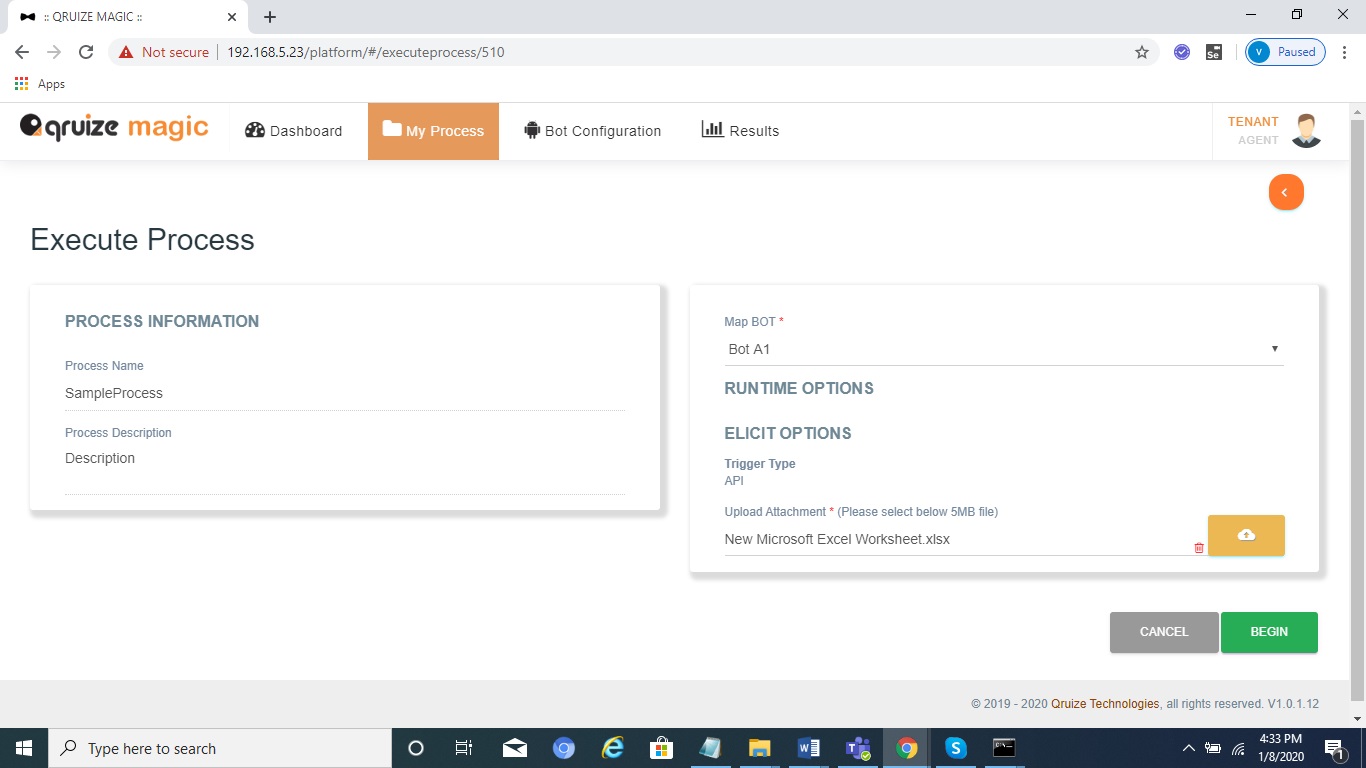 :: QRUIZE MAGIC ::
Not secure
192.168.5.23/platform/#/executeprocess/510
Se
V
Paused
Apps
qruize magic
Dashboard
My Process
Bot Configuration
Results
TENANT
AGENT
Execute Process
PROCESS INFORMATION
Process Name
SampleProcess
Process Description
Description
Map BOT *
Bot A1
RUNTIME OPTIONS
ELICIT OPTIONS
Trigger Type
API
Upload Attachment * (Please select below 5MB file)
New Microsoft Excel Worksheet.xlsx
CANCEL
BEGIN
© 2019 - 2020 Qruize Technologies, all rights reserved. V1.0.1.12
Type here to search
4:33 PM
1/8/2020
1